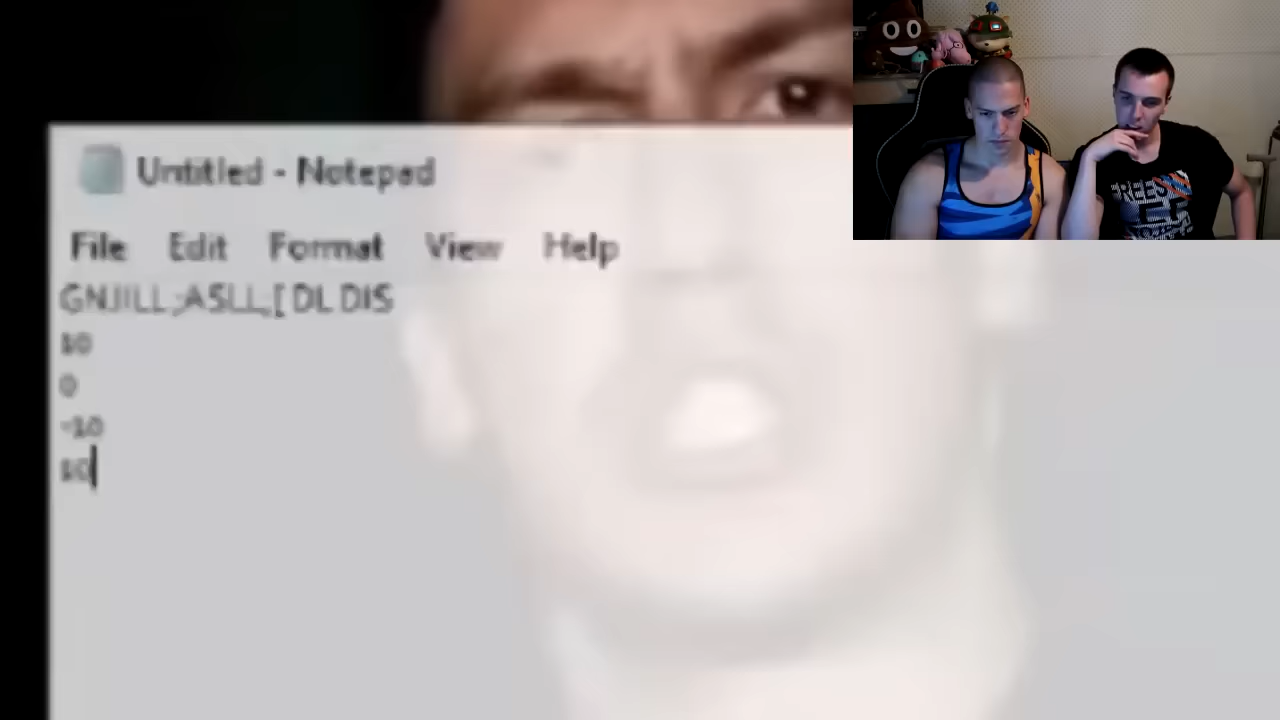 Untitled - Notepad
File Edit Format View Help
GNJILL ;ASLL;[ DL DIS
10
0
-10
10